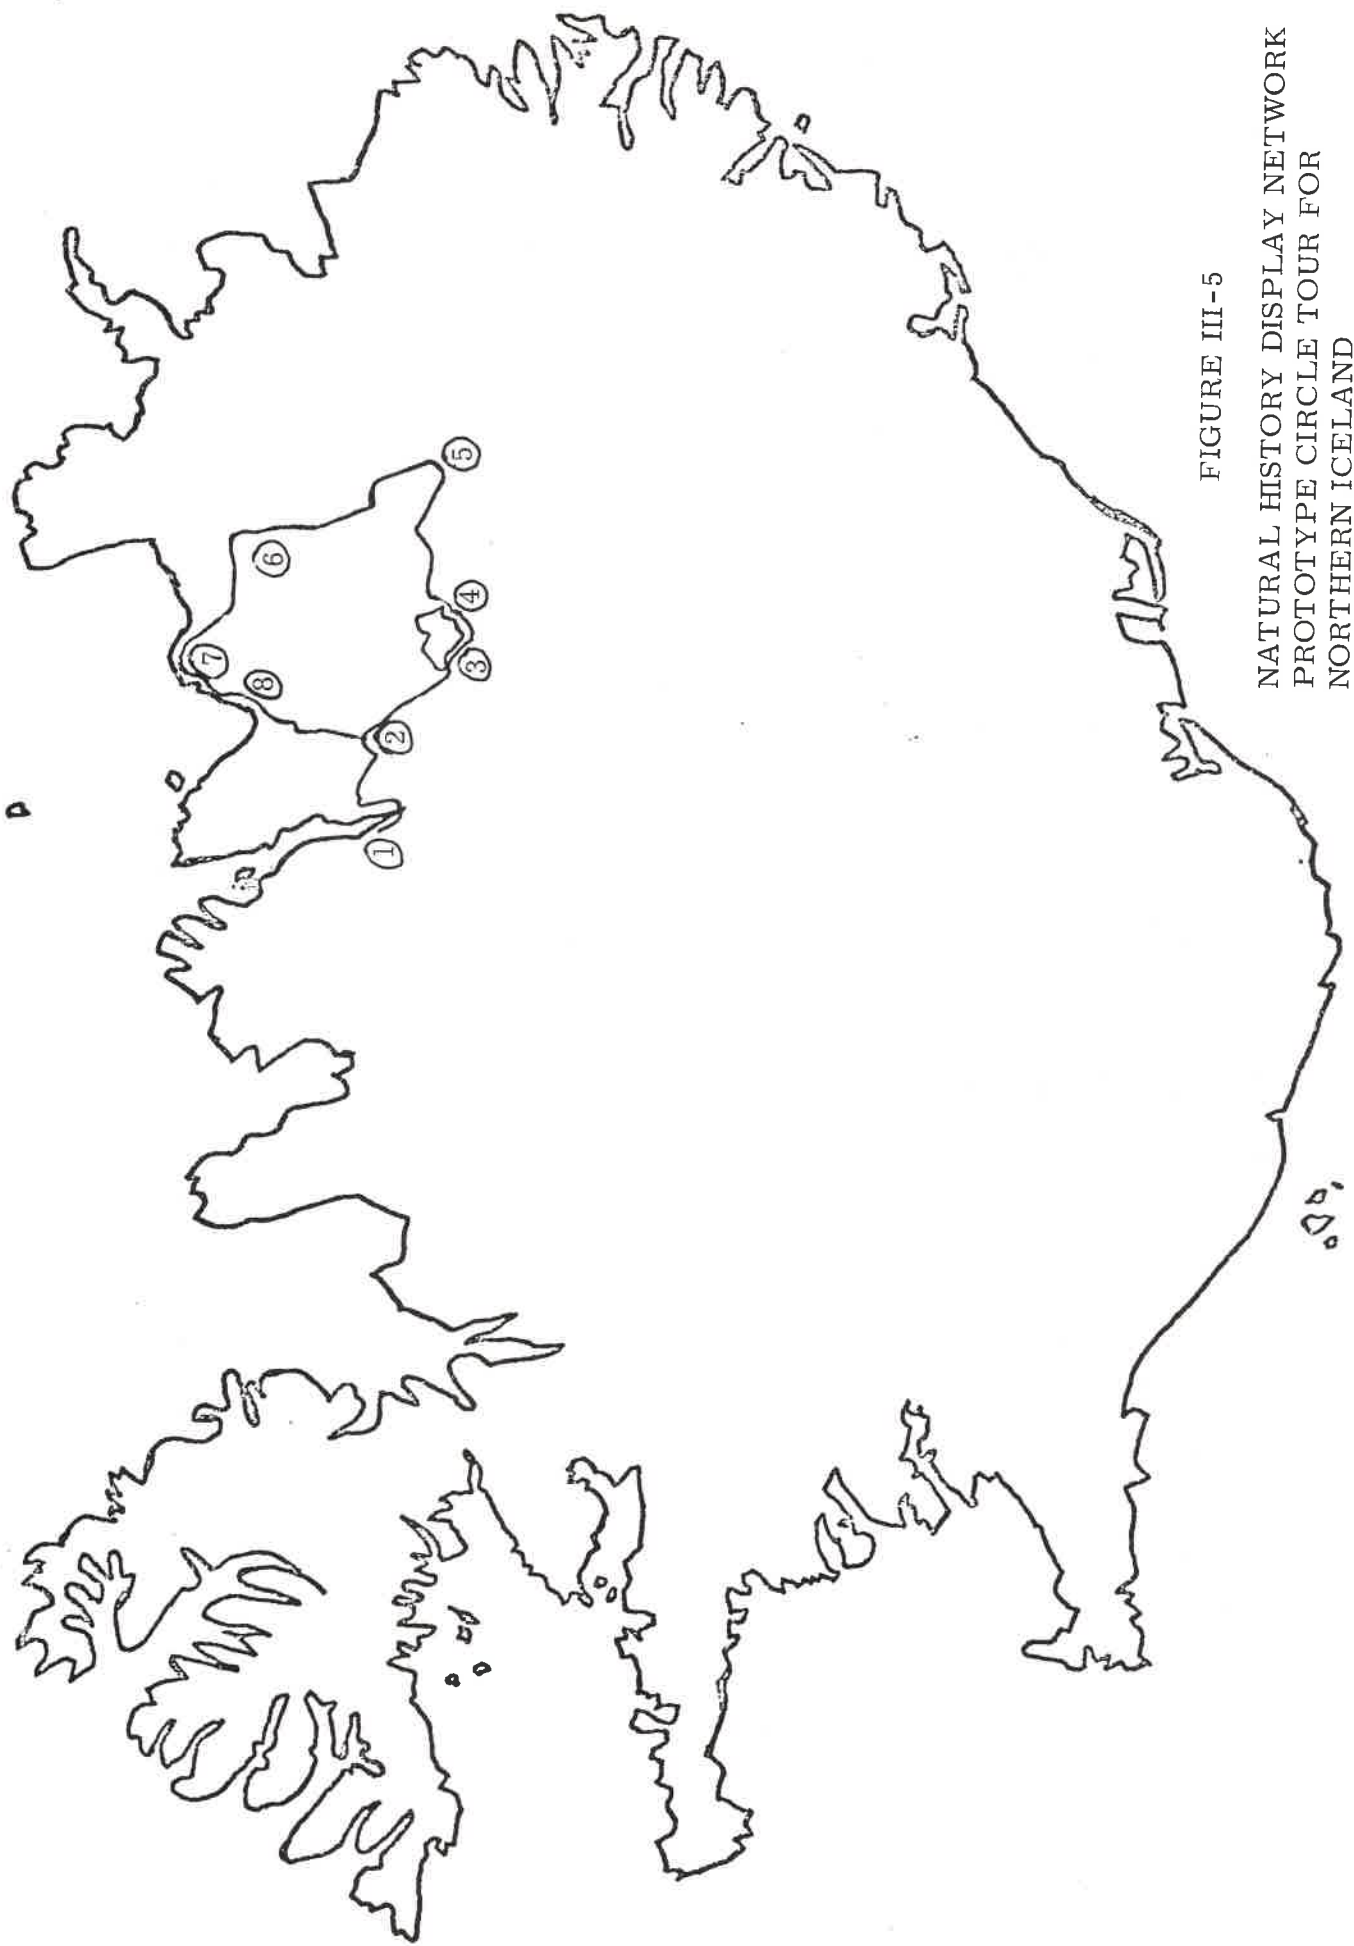 1
2
3
4
5
6
7
8
FIGURE III-5
NATURAL HISTORY DISPLAY NETWORK
PROTOTYPE CIRCLE TOUR FOR
NORTHERN ICELAND